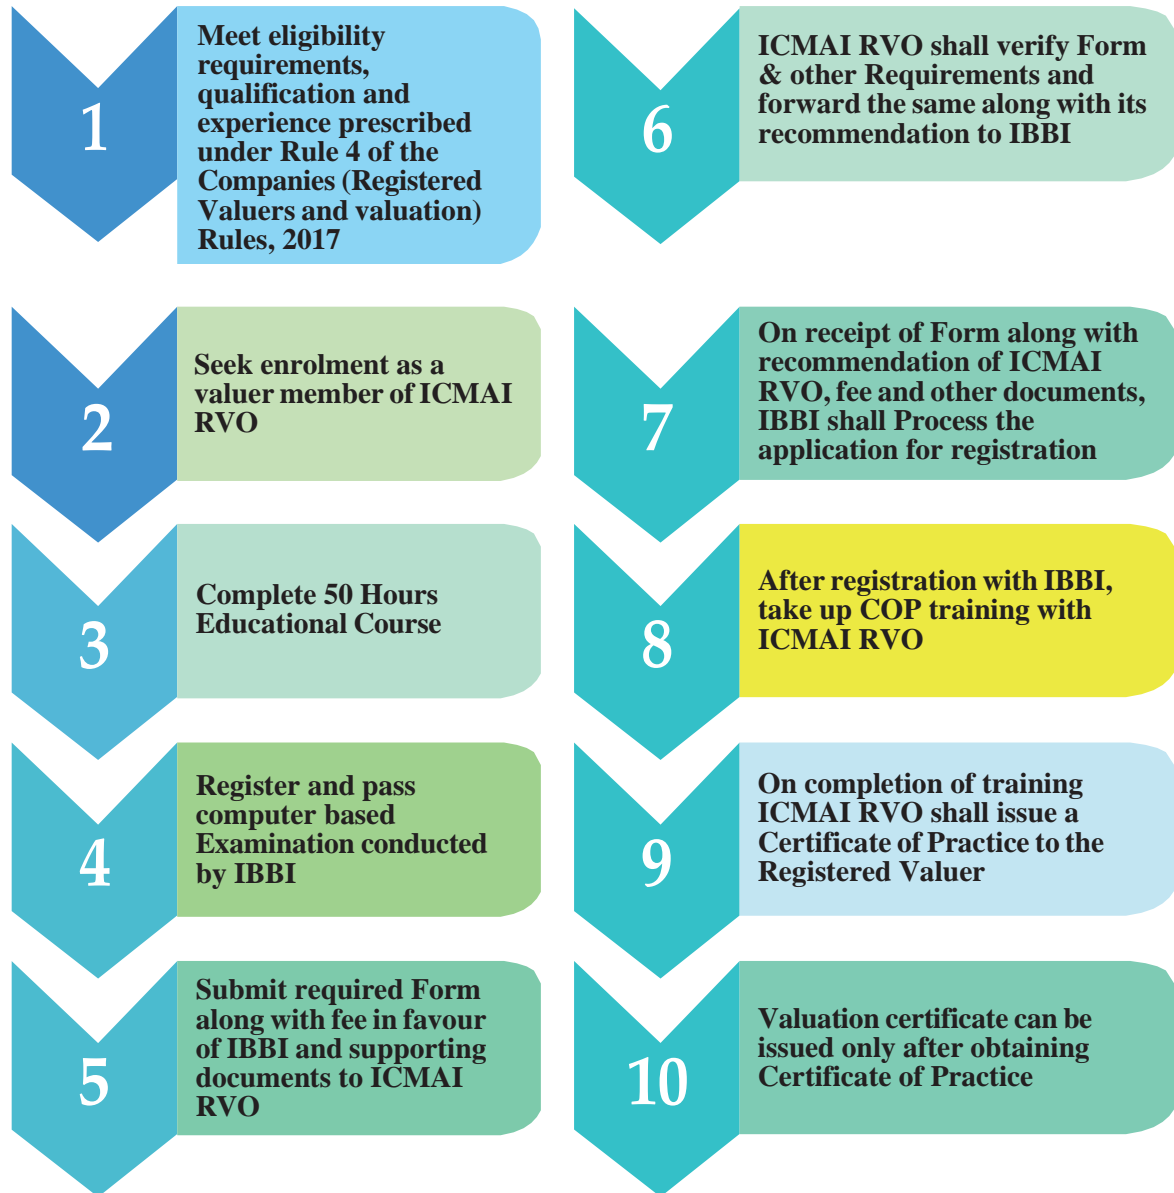 1
Meet eligibility
requirements,
qualification and
experience prescribed
under Rule 4 of the
Companies (Registered
Valuers and valuation)
Rules, 2017
2
Seek enrolment as a
valuer member of ICMAI
RVO
3
Complete 50 Hours
Educational Course
4
Register and pass
computer based
Examination conducted
by IBBI
5
Submit required Form
along with fee in favour
of IBBI and supporting
documents to ICMAI
RVO
6
ICMAI RVO shall verify Form
& other Requirements and
forward the same along with its
recommendation to IBBI
7
On receipt of Form along with
recommendation of ICMAI
RVO, fee and other documents,
IBBI shall Process the
application for registration
8
After registration with IBBI,
take up COP training with
ICMAI RVO
9
On completion of training
ICMAI RVO shall issue a
Certificate of Practice to the
Registered Valuer
10
Valuation certificate can be
issued only after obtaining
Certificate of Practice